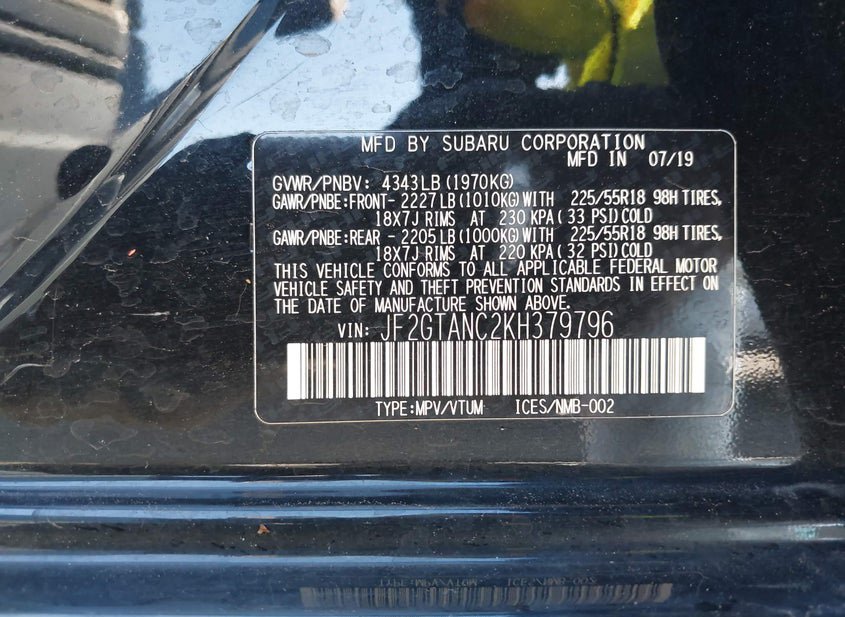 MFD BY SUBARU CORPORATION
MFD IN 07/19
GVWR/PNBV: 4343LB(1970KG)
GAWR/PNBE:FRONT- 2227LB(1010KG)WITH 225/55R18 98H TIRES,
18X7J RIMS AT 230 KPA(33 PSI)COLD
GAWR/PNBE:REAR - 2205LB(1000KG)WITH 225/55R18 98H TIRES,
18X7J RIMS AT 220 KPA(32 PSI)COLD
THIS VEHICLE CONFORMS TO ALL APPLICABLE FEDERAL MOTOR
VEHICLE SAFETY AND THEFT PREVENTION STANDARDS IN EFFECT ON
THE DATE OF MANUFACTURE SHOWN ABOVE.
VIN: JF2GTANC2KH379796
TYPE:MPV/VTUM ICES/NMB-002